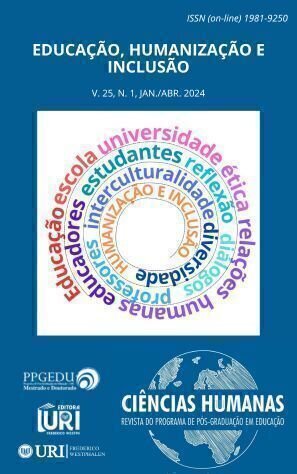 ISSN (on-line) 1981-9250
EDUCAÇÃO, HUMANIZAÇÃO E
INCLUSÃO
V. 25, N. 1, JAN./ABR. 2024
Educação escola universidade ética relações humanas
educadores estudantes reflexão diálogos professores
interculturalidade diversidade
HUMANIZAÇÃO E INCLUSÃO
PPGEDU
Mestrado e Doutorado
EDITORA
URI
FREDERICO WESTPH
URI
FREDERICO
WESTPHALEN
CIÊNCIAS HUMANAS
REVISTA DO PROGRAMA DE PÓS-GRADUAÇÃO EM EDUCAÇÃO